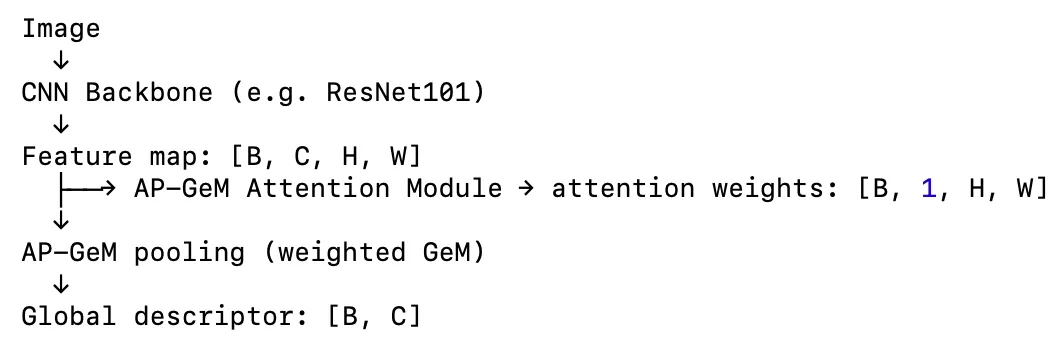 Image
↓
CNN Backbone (e.g. ResNet101)
↓
Feature map: [B, C, H, W]
├──→ AP-GeM Attention Module → attention weights: [B, 1, H, W]
↓
AP-GeM pooling (weighted GeM)
↓
Global descriptor: [B, C]